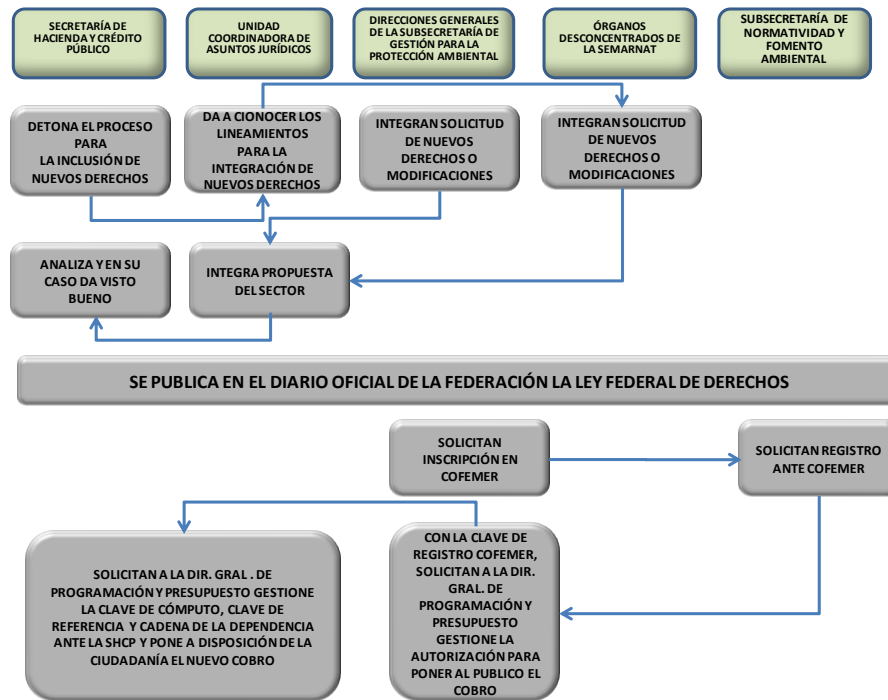 SECRETARÍA DE
HACIENDA Y CRÉDITO
PÚBLICO
UNIDAD
COORDINADORA DE
ASUNTOS JURÍDICOS
DIRECCIONES GENERALES
DE LA SUBSECRETARÍA DE
GESTIÓN PARA LA
PROTECCIÓN AMBIENTAL
ÓRGANOS
DESCONCENTRADOS DE
LA SEMARNAT
SUBSECRETARÍA DE
NORMATIVIDAD Y
FOMENTO
AMBIENTAL
DETONA EL PROCESO
PARA
LA INCLUSIÓN DE
NUEVOS DERECHOS
DA A CIONOCER LOS
LINEAMIENTOS
PARA LA
INTEGRACIÓN DE
NUEVOS DERECHOS
INTEGRAN SOLICITUD
DE NUEVOS
DERECHOS O
MODIFICACIONES
INTEGRAN SOLICITUD
DE NUEVOS
DERECHOS O
MODIFICACIONES
ANALIZA Y EN SU
CASO DA VISTO
BUENO
INTEGRA PROPUESTA
DEL SECTOR
SE PUBLICA EN EL DIARIO OFICIAL DE LA FEDERACIÓN LA LEY FEDERAL DE DERECHOS
SOLICITAN
INSCRIPCIÓN EN
COFEMER
SOLICITAN REGISTRO
ANTE COFEMER
SOLICITAN A LA DIR. GRAL . DE
PROGRAMACIÓN Y PRESUPUESTO GESTIONE
LA CLAVE DE CÓMPUTO, CLAVE DE
REFERENCIA Y CADENA DE LA DEPENDENCIA
ANTE LA SHCP Y PONE A DISPOSICIÓN DE LA
CIUDADANÍA EL NUEVO COBRO
CON LA CLAVE DE
REGISTRO COFEMER,
SOLICITAN A LA DIR.
GRAL. DE
PROGRAMACIÓN Y
PRESUPUESTO
GESTIONE LA
AUTORIZACIÓN PARA
PONER AL PUBLICO EL
COBRO